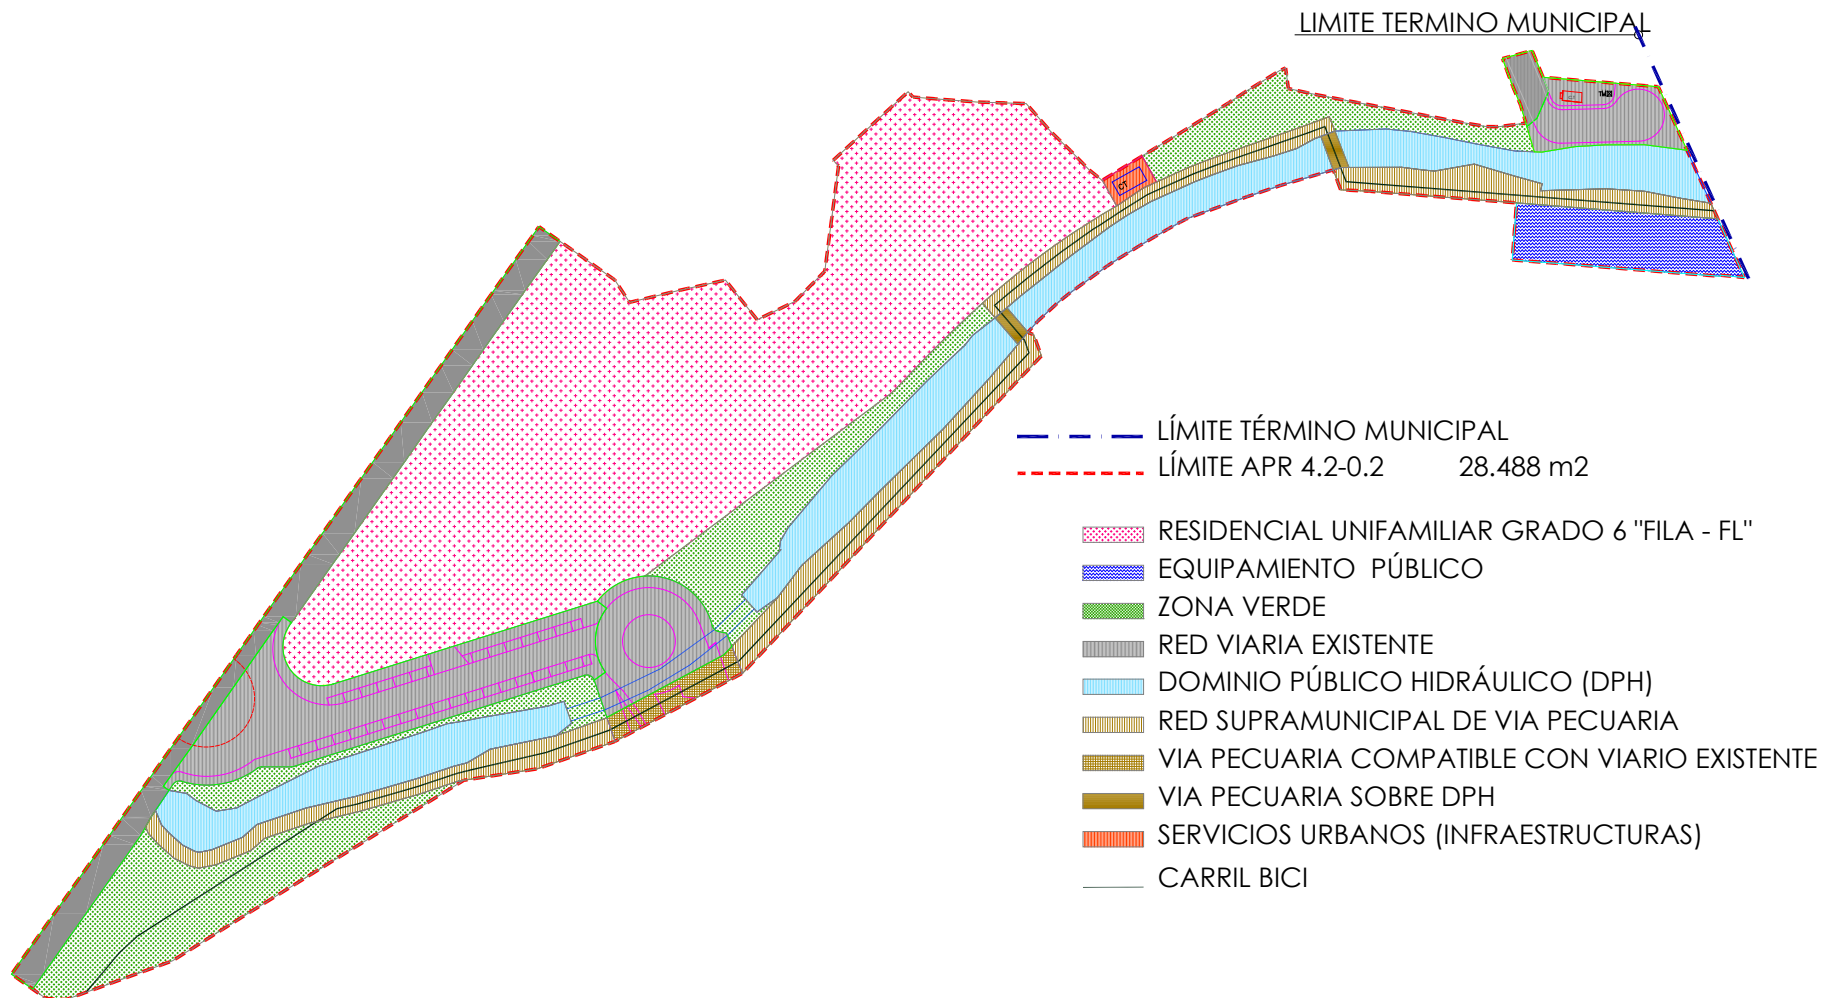 LIMITE TERMINO MUNICIPAL
CT
LÍMITE TÉRMINO MUNICIPAL
LÍMITE APR 4.2-0.2 28.488 m2
RESIDENCIAL UNIFAMILIAR GRADO 6 "FILA - FL"
EQUIPAMIENTO PÚBLICO
ZONA VERDE
RED VIARIA EXISTENTE
DOMINIO PÚBLICO HIDRÁULICO (DPH)
RED SUPRAMUNICIPAL DE VIA PECUARIA
VIA PECUARIA COMPATIBLE CON VIARIO EXISTENTE
VIA PECUARIA SOBRE DPH
SERVICIOS URBANOS (INFRAESTRUCTURAS)
CARRIL BICI